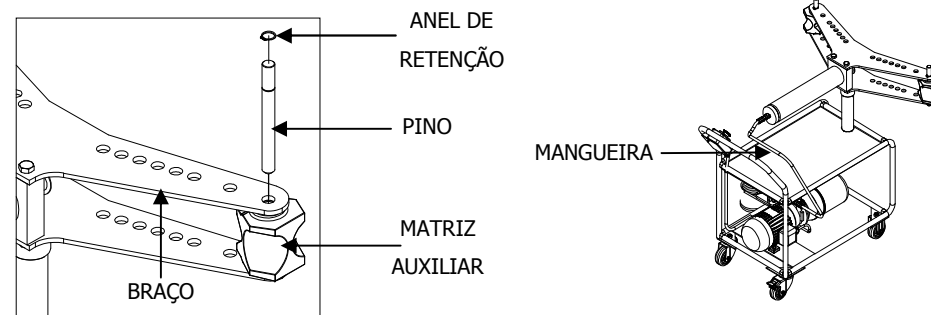 ANEL DE
RETENÇÃO
PINO
MATRIZ
AUXILIAR
BRAÇO
MANGUEIRA